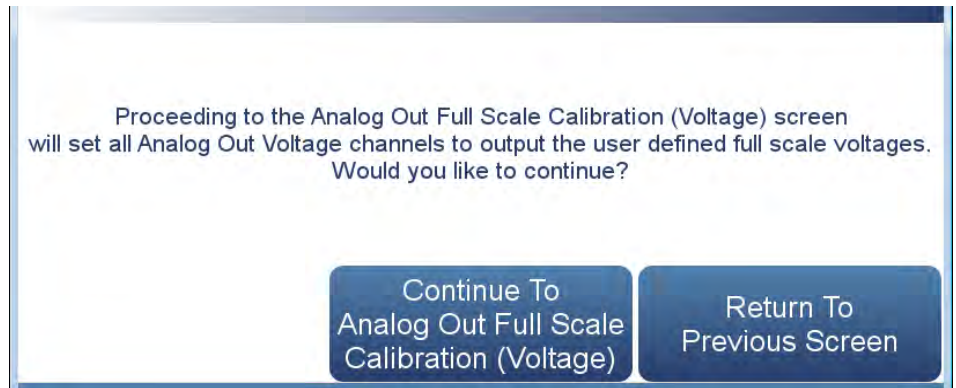 Proceeding to the Analog Out Full Scale Calibration (Voltage) screen
will set all Analog Out Voltage channels to output the user defined full scale voltages.
Would you like to continue?
Continue To
Analog Out Full Scale
Calibration (Voltage)
Return To
Previous Screen